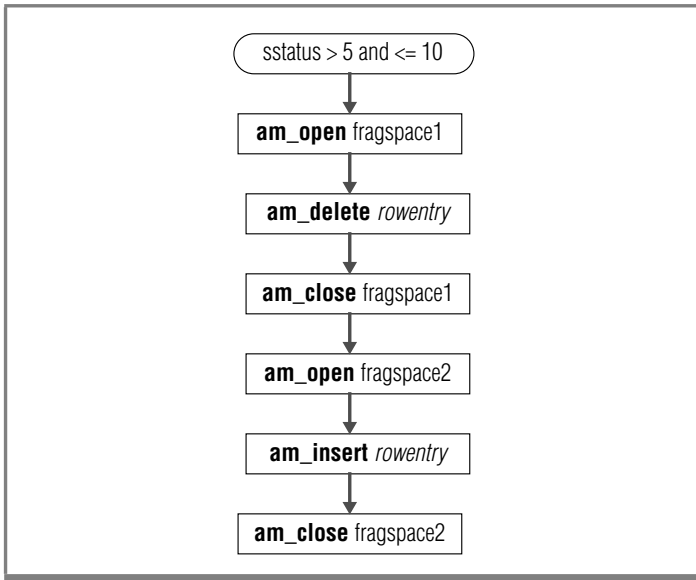 sstatus > 5 and <= 10
am_open fragspace1
am_delete rowentry
am_close fragspace1
am_open fragspace2
am_insert rowentry
am_close fragspace2